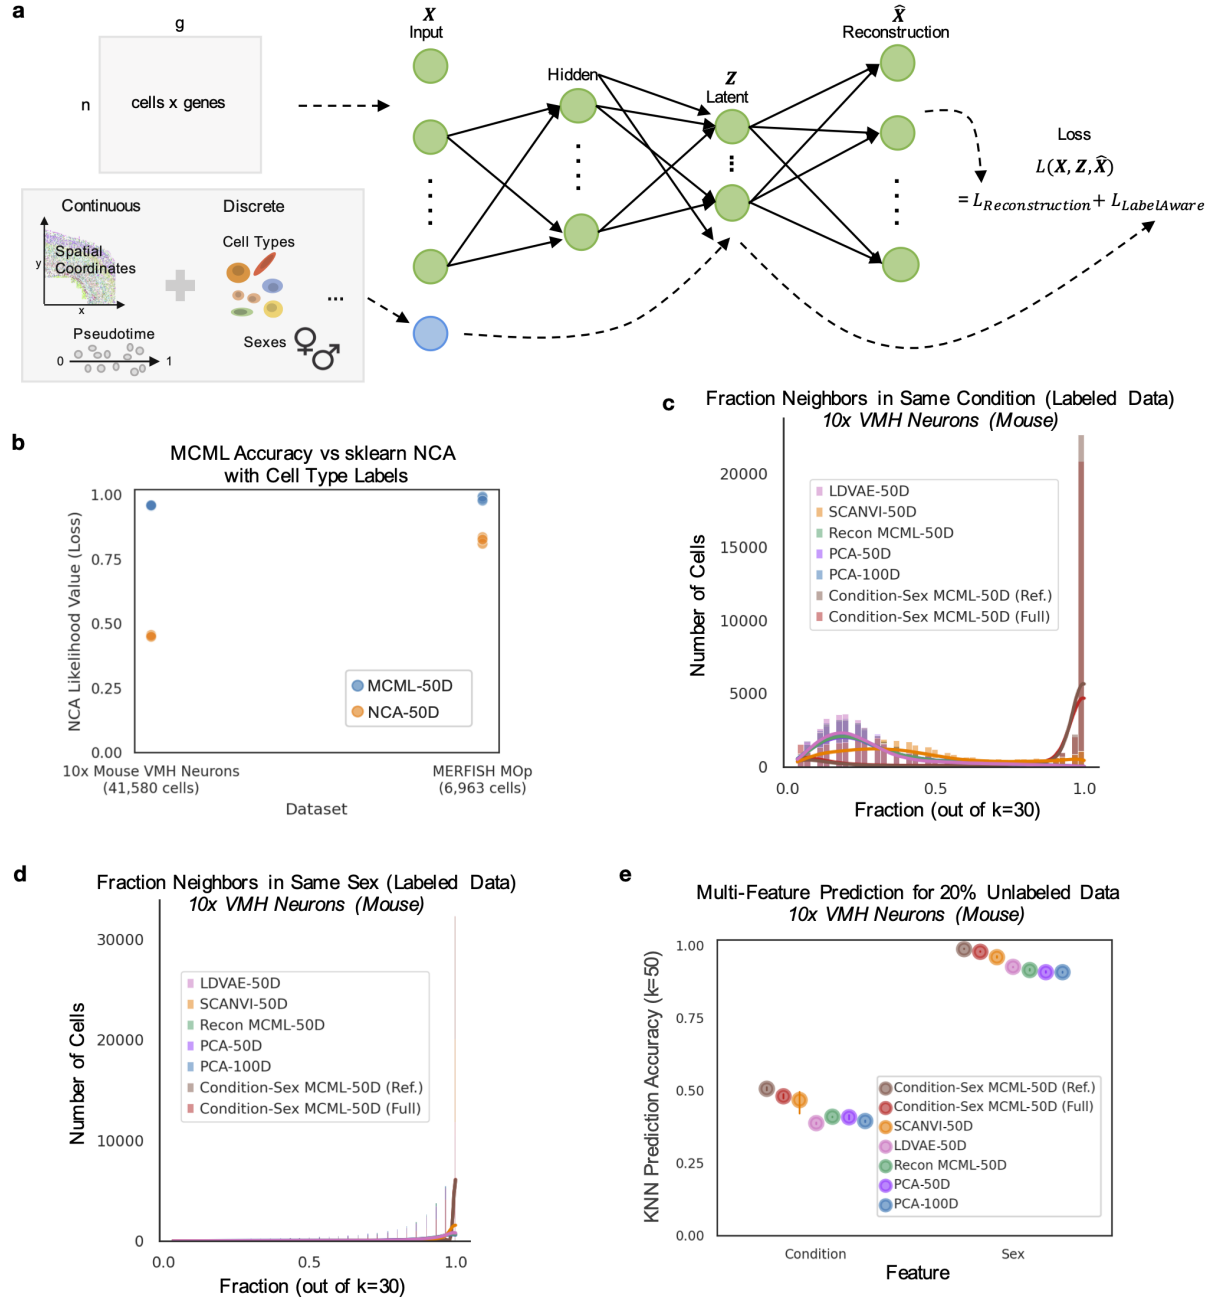 a
g
n
cells x genes
X
Input
Hidden
Z
Latent
X̂
Reconstruction
Loss
L(X, Z, X̂)
= L_Reconstruction + L_LabelAware
Continuous
Discrete
Spatial
Coordinates
y
x
Pseudotime
0
1
Cell Types
Sexes
...
b
MCML Accuracy vs sklearn NCA
with Cell Type Labels
NCA Likelihood Value (Loss)
1.00
0.75
0.50
0.25
0.00
MCML-50D
NCA-50D
10x Mouse VMH Neurons
(41,580 cells)
MERFISH MOp
(6,963 cells)
Dataset
c
Fraction Neighbors in Same Condition (Labeled Data)
10x VMH Neurons (Mouse)
Number of Cells
20000
15000
10000
5000
0
LDVAE-50D
SCANVI-50D
Recon MCML-50D
PCA-50D
PCA-100D
Condition-Sex MCML-50D (Ref.)
Condition-Sex MCML-50D (Full)
0.0
0.5
1.0
Fraction (out of k=30)
d
Fraction Neighbors in Same Sex (Labeled Data)
10x VMH Neurons (Mouse)
Number of Cells
30000
20000
10000
0
LDVAE-50D
SCANVI-50D
Recon MCML-50D
PCA-50D
PCA-100D
Condition-Sex MCML-50D (Ref.)
Condition-Sex MCML-50D (Full)
0.0
0.5
1.0
Fraction (out of k=30)
e
Multi-Feature Prediction for 20% Unlabeled Data
10x VMH Neurons (Mouse)
KNN Prediction Accuracy (k=50)
1.00
0.75
0.50
0.25
0.00
Condition-Sex MCML-50D (Ref.)
Condition-Sex MCML-50D (Full)
SCANVI-50D
LDVAE-50D
Recon MCML-50D
PCA-50D
PCA-100D
Condition
Sex
Feature